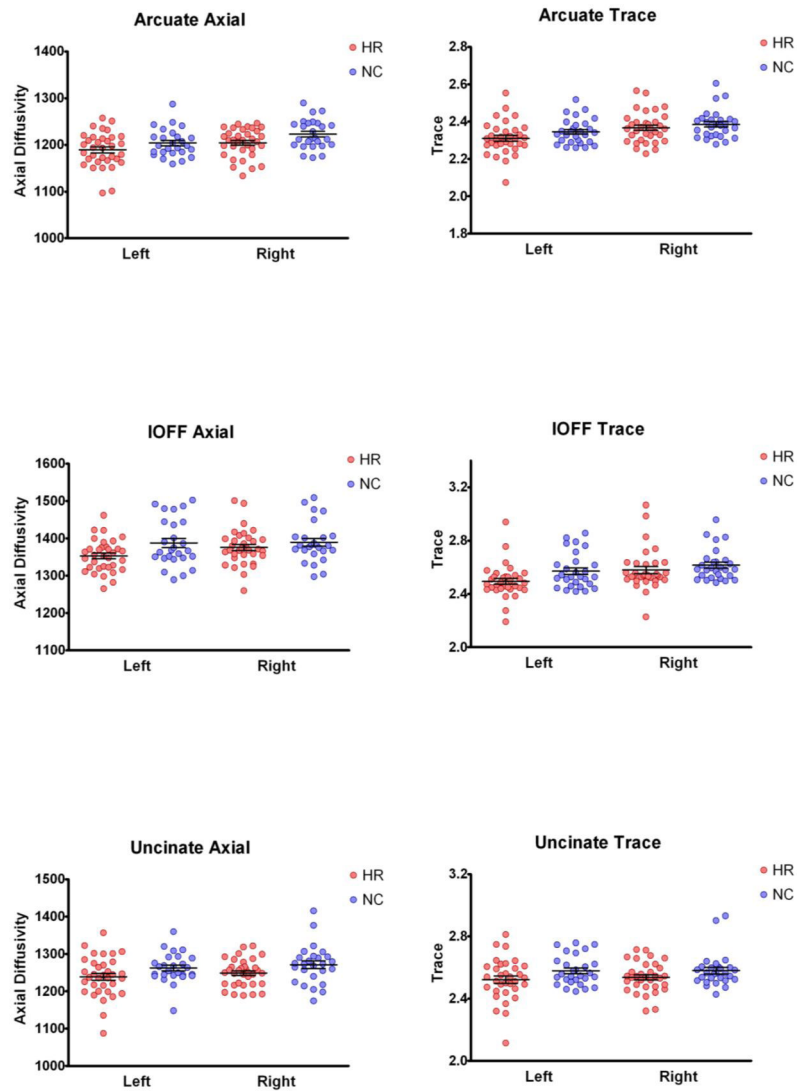 Arcuate Axial
HR
NC
1400
1300
1200
1100
1000
Axial Diffusivity
Left Right
Arcuate Trace
HR
NC
2.8
2.6
2.4
2.2
2.0
1.8
Trace
Left Right
IOFF Axial
HR
NC
1600
1500
1400
1300
1200
1100
Axial Diffusivity
Left Right
IOFF Trace
HR
NC
3.2
2.8
2.4
2.0
Trace
Left Right
Uncinate Axial
HR
NC
1500
1400
1300
1200
1100
1000
Axial Diffusivity
Left Right
Uncinate Trace
HR
NC
3.2
2.8
2.4
2.0
Trace
Left Right